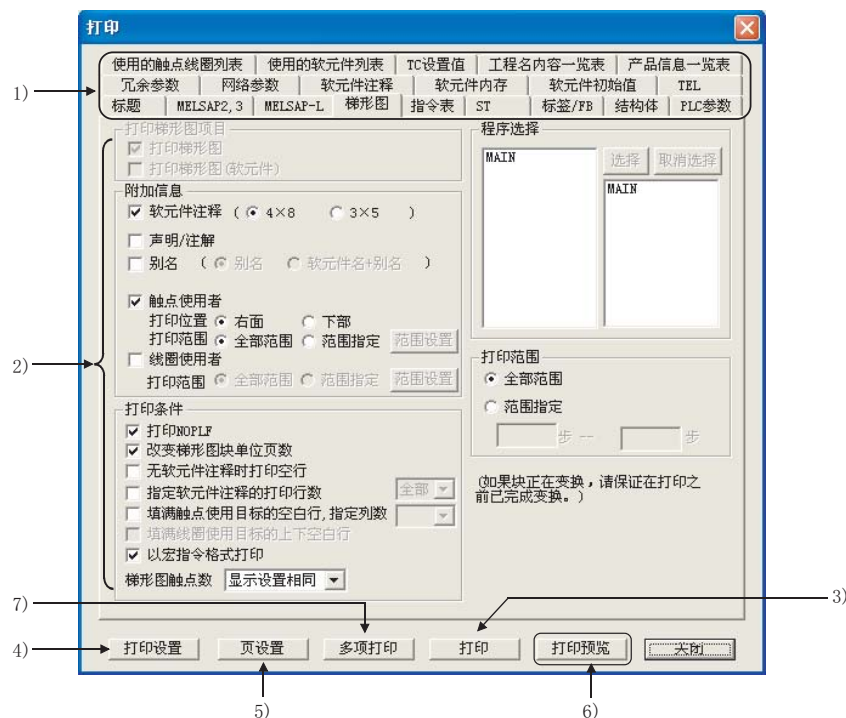 打印
使用的触点线圈列表 使用的软元件列表 TC设置值 工程名内容一览表 产品信息一览表
1)
冗余参数 网络参数 软元件注释 软元件内存 软元件初始值 TEL
标题 MELSAP2,3 MELSAP-L 梯形图 指令表 ST 标签/FB 结构体 PLC参数
打印梯形图项目
打印梯形图
打印梯形图(软元件)
附加信息
软元件注释 ( 4×8 3×5 )
声明/注解
别名 ( 别名 软元件名+别名 )
触点使用者
打印位置 右面 下部
打印范围 全部范围 范围指定 范围设置
线圈使用者
打印范围 全部范围 范围指定 范围设置
2)
打印条件
打印NOPLF
改变梯形图块单位页数
无软元件注释时打印空行
指定软元件注释的打印行数 全部
填满触点使用目标的空白行,指定列数
填满线圈使用目标的上下空白行
以宏指令格式打印
梯形图触点数 显示设置相同
程序选择
MAIN
选择 取消选择
MAIN
打印范围
全部范围
范围指定
步 -- 步
(如果块正在变换,请保证在打印之
前已完成变换。)
7)
3)
4)
打印设置 页设置 多项打印 打印 打印预览 关闭
5)
6)